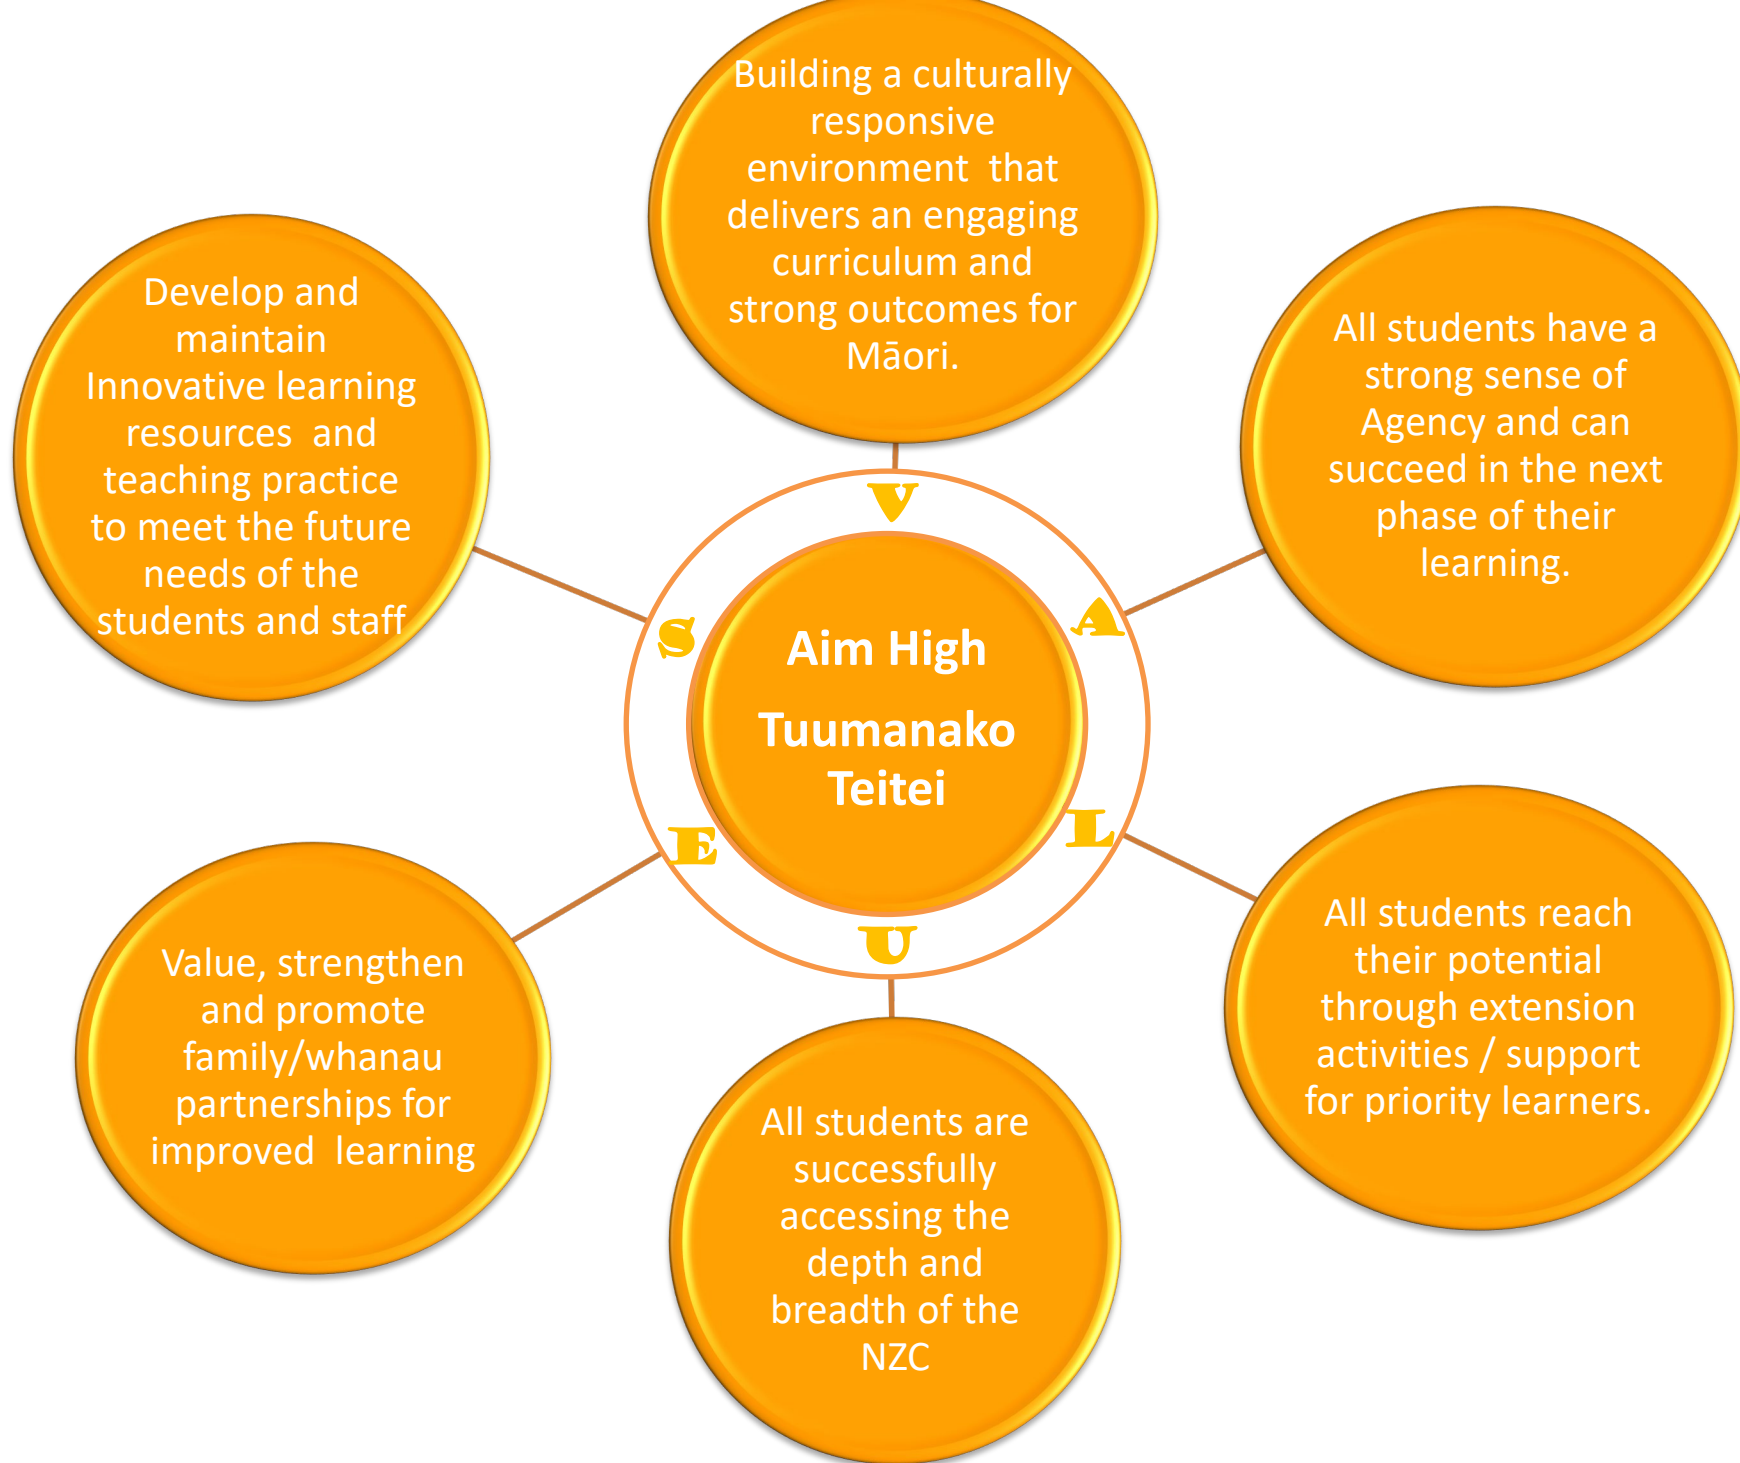 Building a culturally
responsive
environment that
delivers an engaging
curriculum and
strong outcomes for
Māori.
All students have a
strong sense of
Agency and can
succeed in the next
phase of their
learning.
All students reach
their potential
through extension
activities / support
for priority learners.
All students are
successfully
accessing the
depth and
breadth of the
NZC
Value, strengthen
and promote
family/whanau
partnerships for
improved learning
Develop and
maintain
Innovative learning
resources and
teaching practice
to meet the future
needs of the
students and staff
V
A
L
U
E
S
Aim High
Tuumanako
Teitei